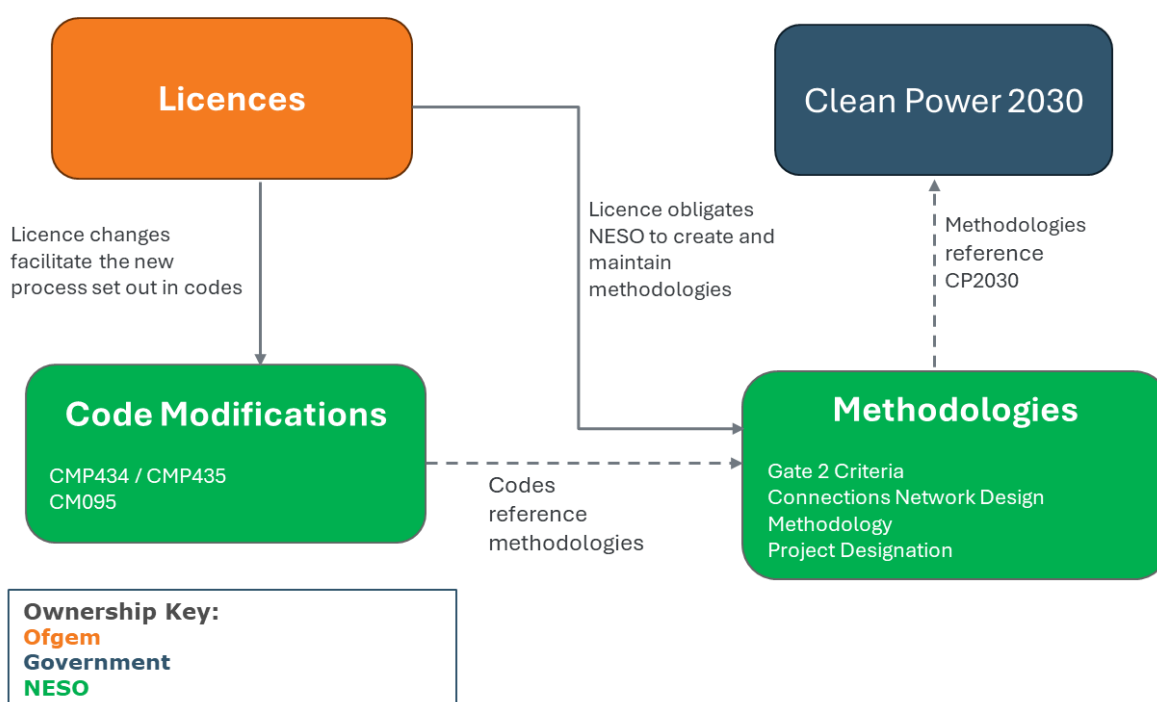 Licences
Clean Power 2030
Licence changes
facilitate the new
process set out in codes
Licence obligates
NESO to create and
maintain
methodologies
Methodologies
reference
CP2030
Code Modifications
CMP434 / CMP435
CM095
Codes
reference
methodologies
Methodologies
Gate 2 Criteria
Connections Network Design
Methodology
Project Designation
Ownership Key:
Ofgem
Government
NESO